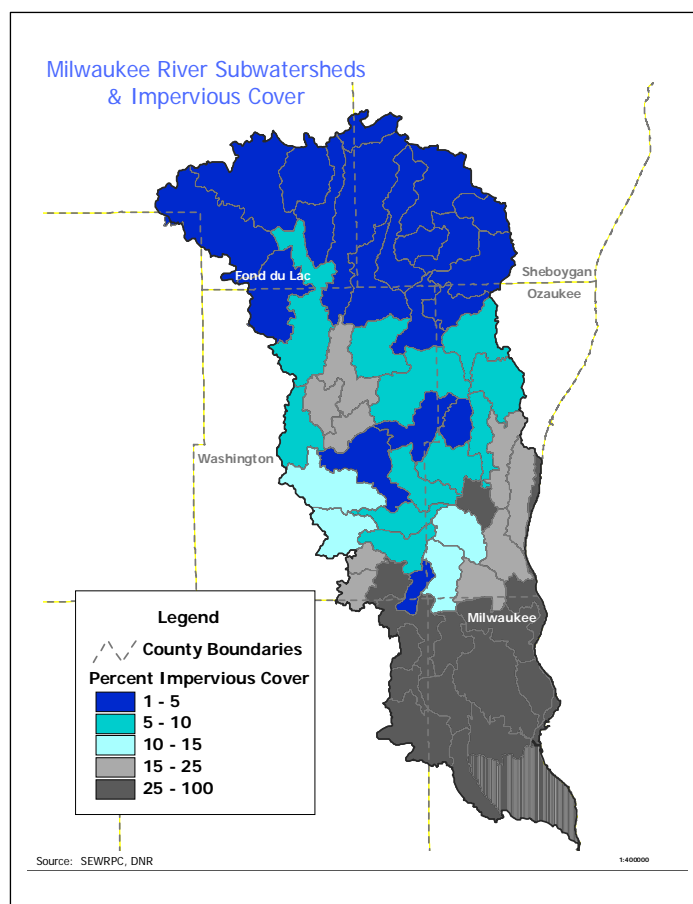 Milwaukee River Subwatersheds
& Impervious Cover
Fond du Lac
Sheboygan
Ozaukee
Washington
Milwaukee
Legend
County Boundaries
Percent Impervious Cover
1 - 5
5 - 10
10 - 15
15 - 25
25 - 100
Source: SEWRPC, DNR
1:400000